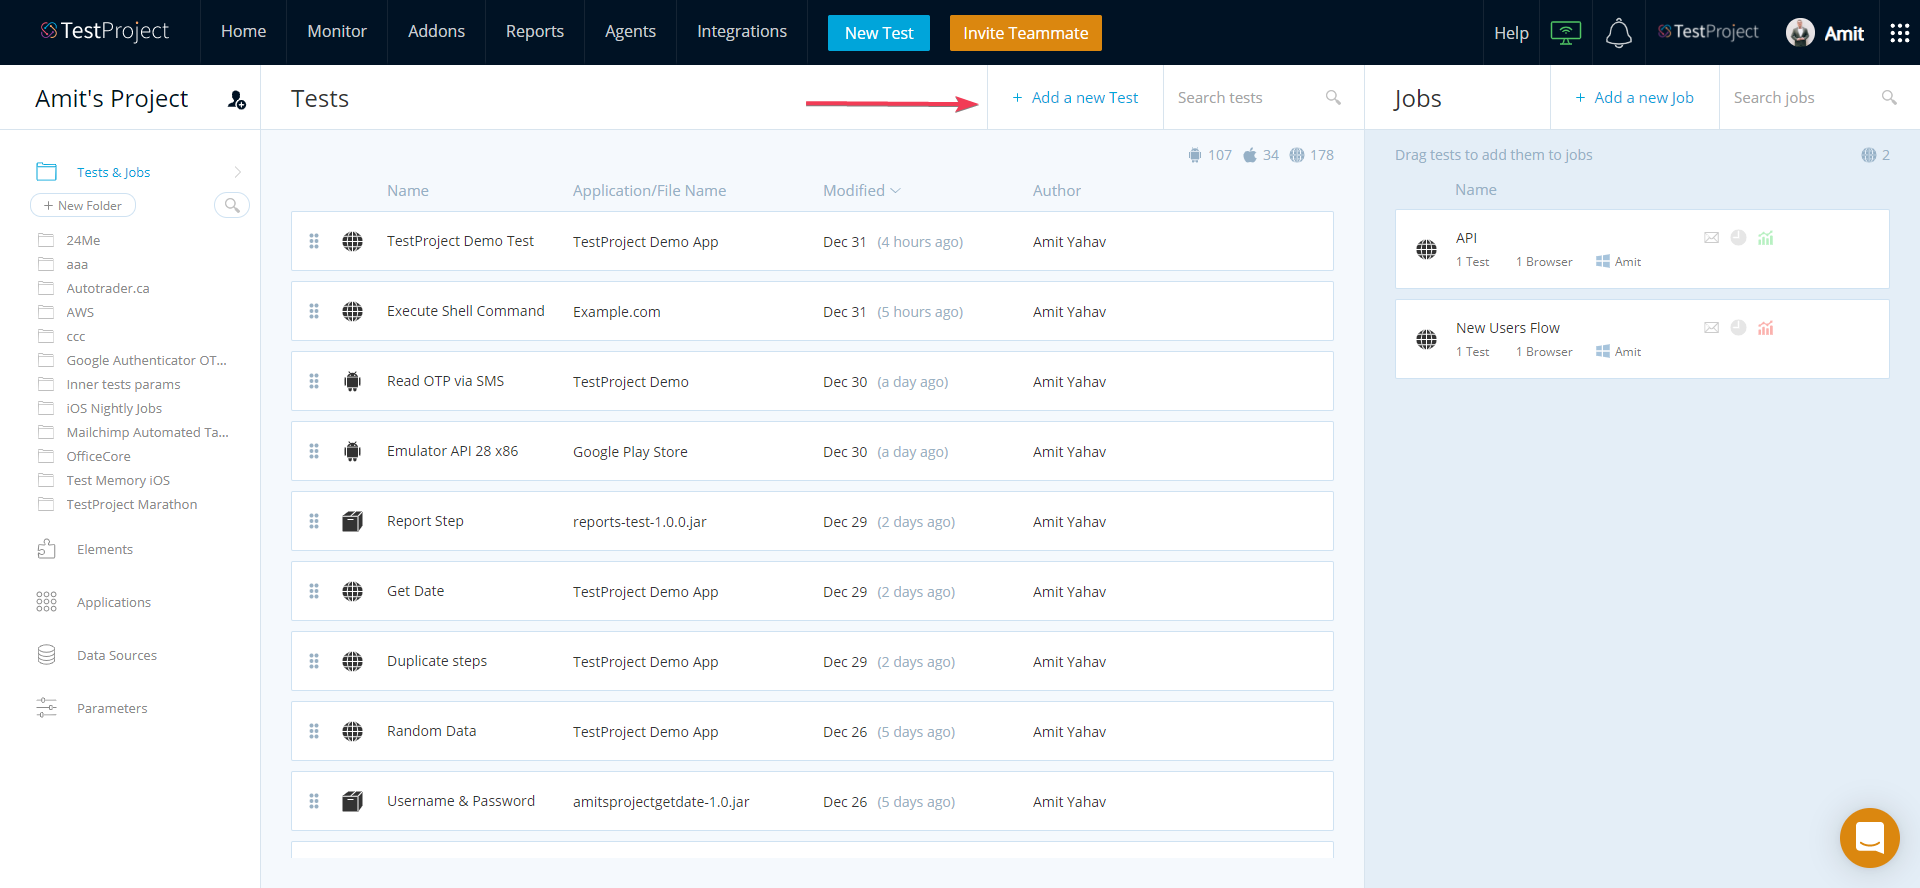 TestProject Home Monitor Addons Reports Agents Integrations New Test Invite Teammate Help TestProject Amit
Amit's Project
Tests + Add a new Test Search tests
Jobs + Add a new Job Search jobs
Tests & Jobs
+ New Folder
24Me
aaa
Autotrader.ca
AWS
ccc
Google Authenticator OT...
Inner tests params
iOS Nightly Jobs
Mailchimp Automated Ta...
OfficeCore
Test Memory iOS
TestProject Marathon
Elements
Applications
Data Sources
Parameters
107 34 178
Name Application/File Name Modified Author
TestProject Demo Test TestProject Demo App Dec 31 (4 hours ago) Amit Yahav
Execute Shell Command Example.com Dec 31 (5 hours ago) Amit Yahav
Read OTP via SMS TestProject Demo Dec 30 (a day ago) Amit Yahav
Emulator API 28 x86 Google Play Store Dec 30 (a day ago) Amit Yahav
Report Step reports-test-1.0.0.jar Dec 29 (2 days ago) Amit Yahav
Get Date TestProject Demo App Dec 29 (2 days ago) Amit Yahav
Duplicate steps TestProject Demo App Dec 29 (2 days ago) Amit Yahav
Random Data TestProject Demo App Dec 26 (5 days ago) Amit Yahav
Username & Password amitsprojectgetdate-1.0.jar Dec 26 (5 days ago) Amit Yahav
Drag tests to add them to jobs 2
Name
API
1 Test 1 Browser Amit
New Users Flow
1 Test 1 Browser Amit